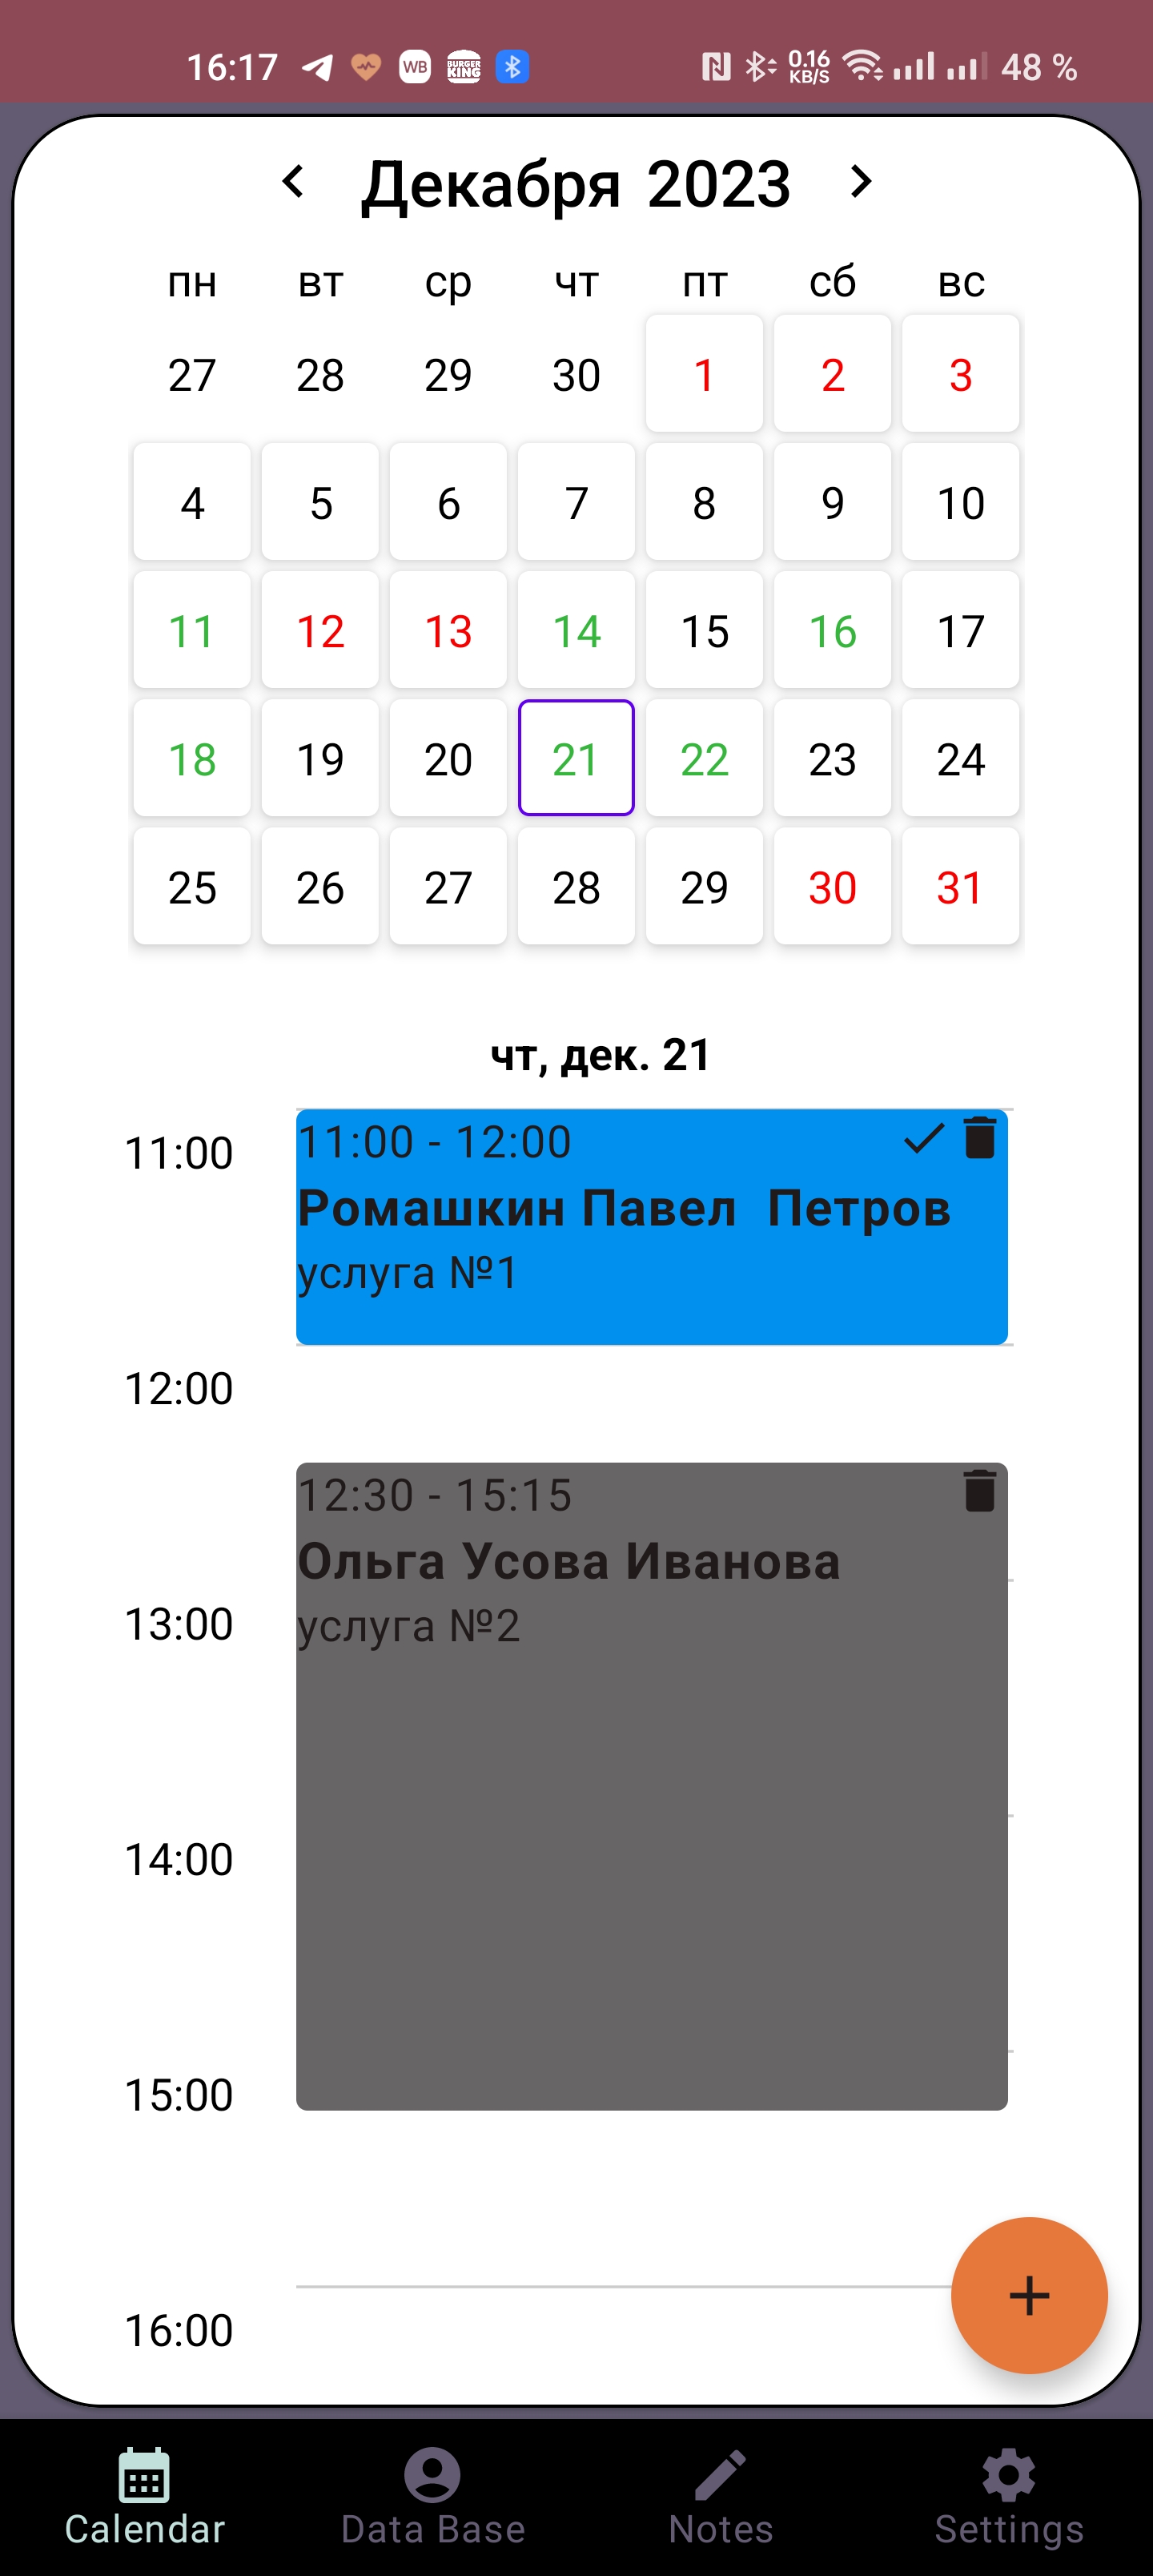 16:17 WB BURGER KING 0.16 KB/S 48 %
Декабря 2023
пн вт ср чт пт сб вс
27 28 29 30 1 2 3
4 5 6 7 8 9 10
11 12 13 14 15 16 17
18 19 20 21 22 23 24
25 26 27 28 29 30 31
чт, дек. 21
11:00
11:00 - 12:00
Ромашкин Павел Петров
услуга №1
12:00
12:30 - 15:15
Ольга Усова Иванова
13:00
услуга №2
14:00
15:00
16:00
Calendar Data Base Notes Settings